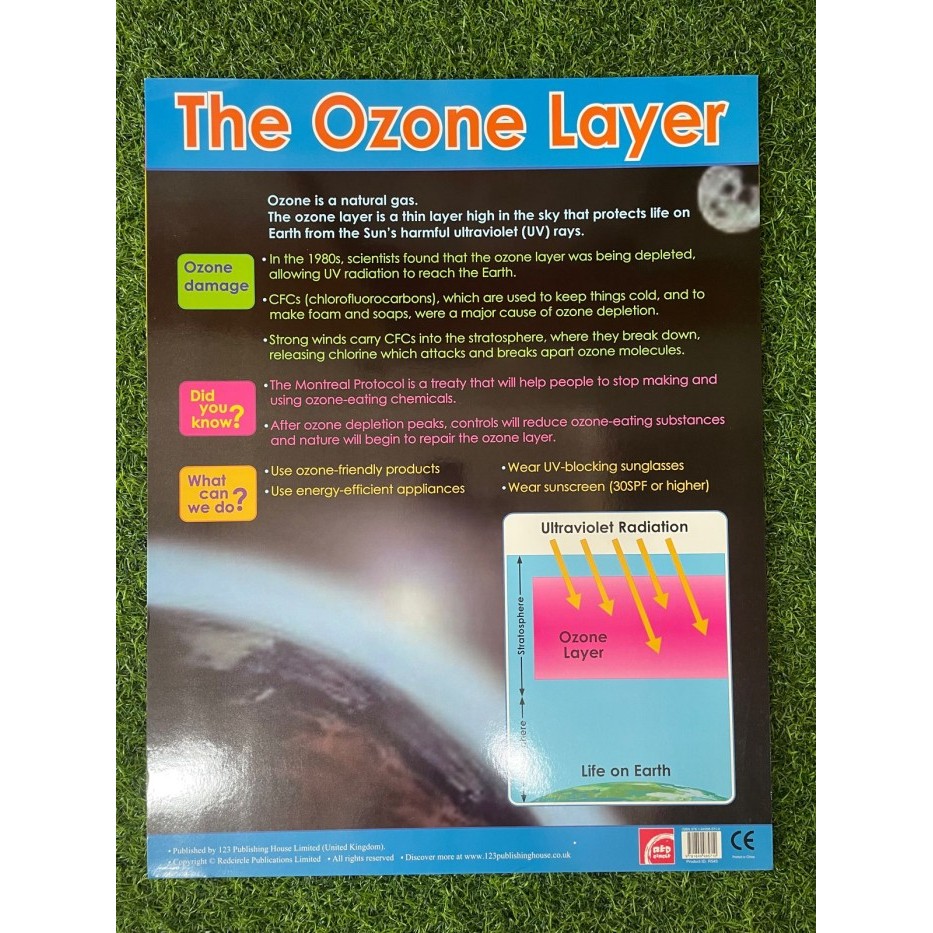 The Ozone Layer
Ozone is a natural gas.
The ozone layer is a thin layer high in the sky that protects life on
Earth from the Sun's harmful ultraviolet (UV) rays.
Ozone
damage
• In the 1980s, scientists found that the ozone layer was being depleted,
allowing UV radiation to reach the Earth.
• CFCs (chlorofluorocarbons), which are used to keep things cold, and to
make foam and soaps, were a major cause of ozone depletion.
• Strong winds carry CFCs into the stratosphere, where they break down,
releasing chlorine which attacks and breaks apart ozone molecules.
Did
you
know?
• The Montreal Protocol is a treaty that will help people to stop making and
using ozone-eating chemicals.
• After ozone depletion peaks, controls will reduce ozone-eating substances
and nature will begin to repair the ozone layer.
What
can
we do?
• Use ozone-friendly products
• Use energy-efficient appliances
• Wear UV-blocking sunglasses
• Wear sunscreen (30SPF or higher)
Ultraviolet Radiation
Stratosphere
Ozone
Layer
Life on Earth
• Published by 123 Publishing House Limited (United Kingdom).
• Copyright © Redcircle Publications Limited • All rights reserved • Discover more at www.123publishinghouse.co.uk
CE